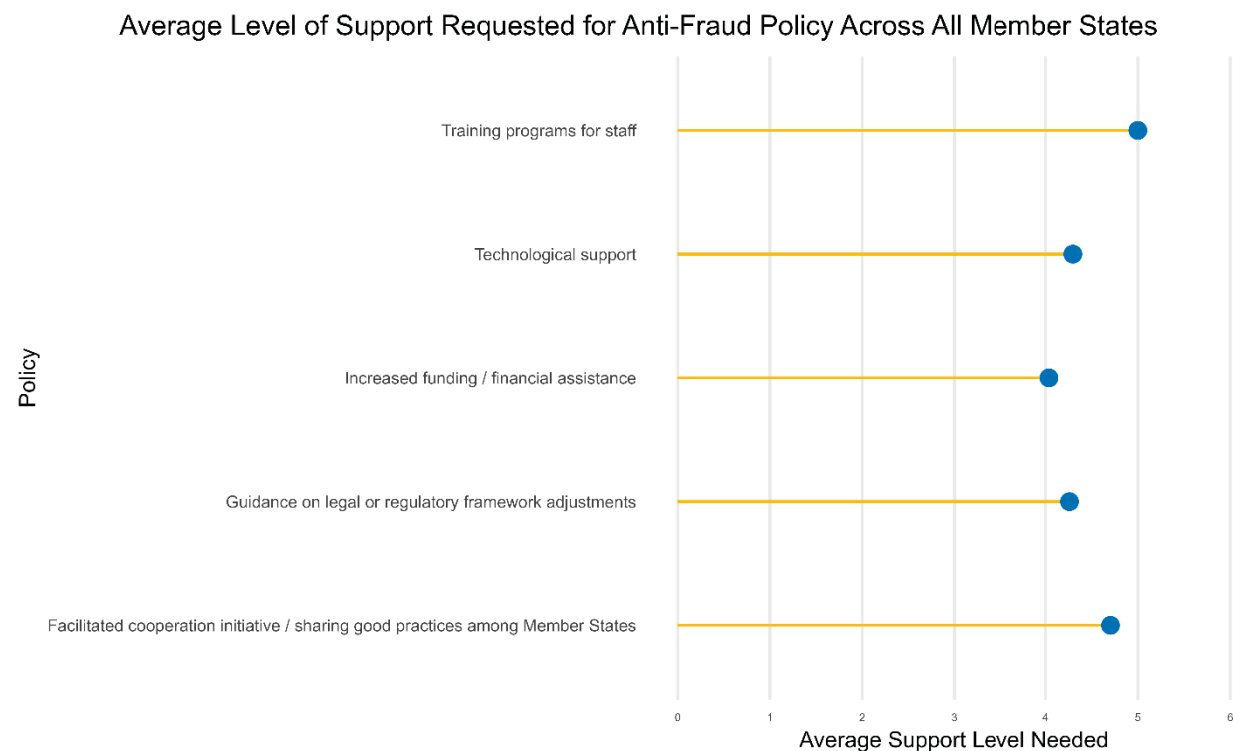 Average Level of Support Requested for Anti-Fraud Policy Across All Member States
Policy
Training programs for staff
Technological support
Increased funding / financial assistance
Guidance on legal or regulatory framework adjustments
Facilitated cooperation initiative / sharing good practices among Member States
0 1 2 3 4 5 6
Average Support Level Needed